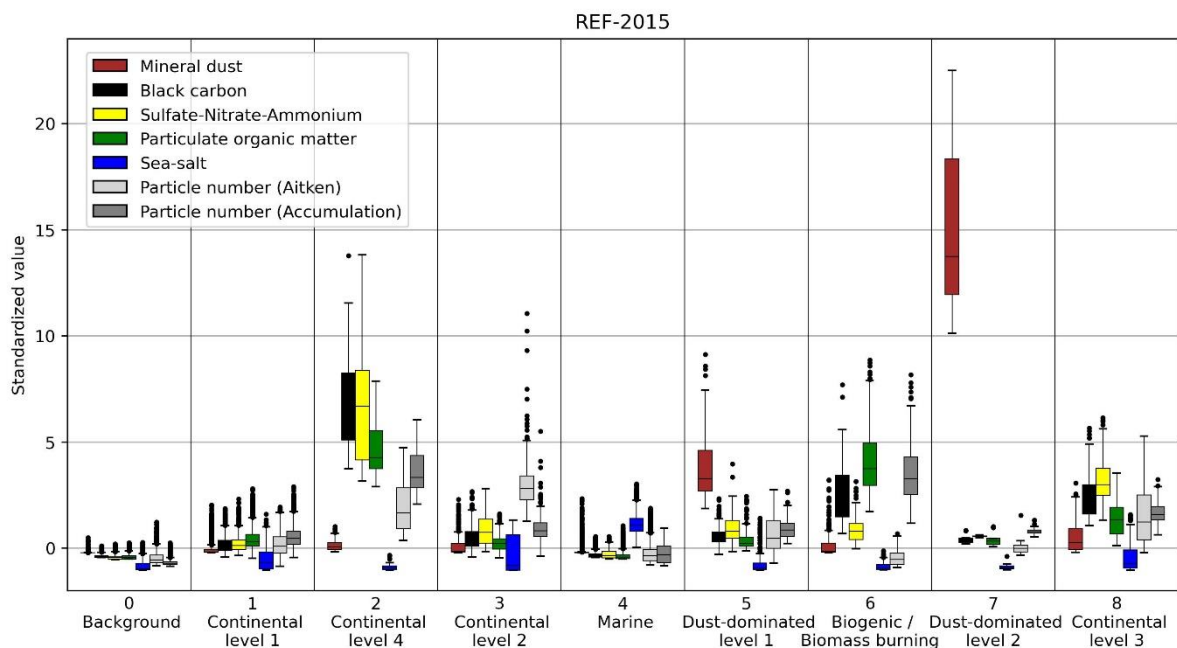 REF-2015
Mineral dust
Black carbon
Sulfate-Nitrate-Ammonium
Particulate organic matter
Sea-salt
Particle number (Aitken)
Particle number (Accumulation)
Standardized value
20
15
10
5
0
0 1 2 3 4 5 6 7 8
Background Continental Continental Continental Marine Dust-dominated Biogenic / Dust-dominated Continental
level 1 level 4 level 2 level 1 Biomass burning level 2 level 3